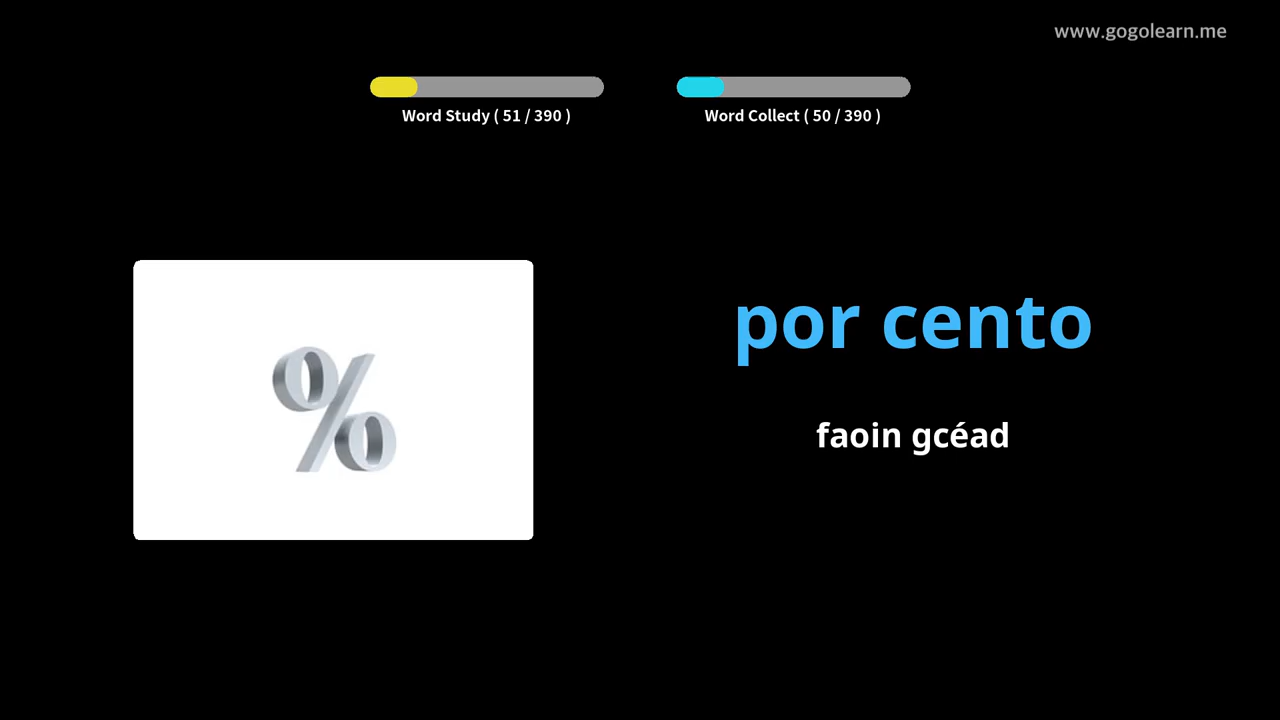 www.gogolearn.me
Word Study ( 51 / 390 )
Word Collect ( 50 / 390 )
%
por cento
faoin gcéad